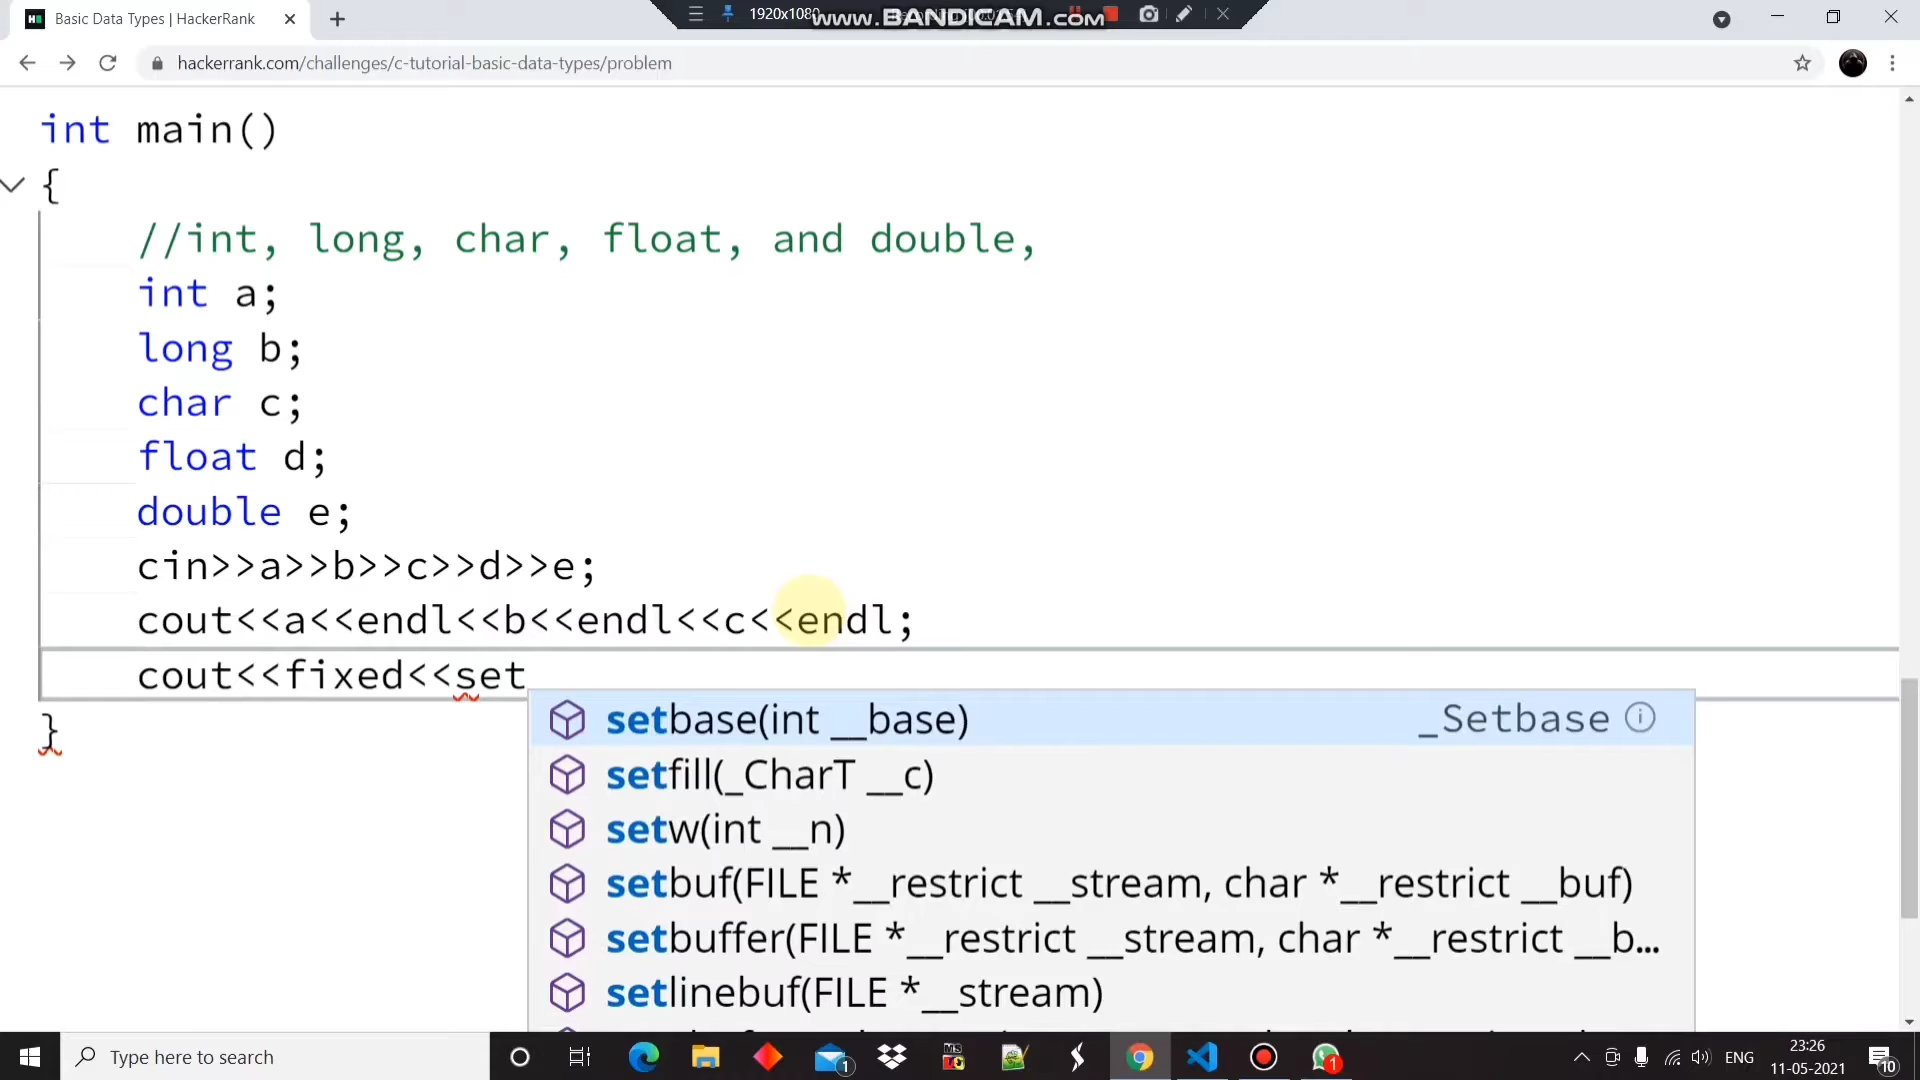 Basic Data Types | HackerRank
1920x1080
www.BANDICAM.com
hackerrank.com/challenges/c-tutorial-basic-data-types/problem
int main()
{
//int, long, char, float, and double,
int a;
long b;
char c;
float d;
double e;
cin>>a>>b>>c>>d>>e;
cout<<a<<endl<<b<<endl<<c<<endl;
cout<<fixed<<set
}
setbase(int __base) _Setbase
setfill(_CharT __c)
setw(int __n)
setbuf(FILE *__restrict __stream, char *__restrict __buf)
setbuffer(FILE *__restrict __stream, char *__restrict __b…
setlinebuf(FILE *__stream)
Type here to search
1
1
ENG
23:26
11-05-2021
10